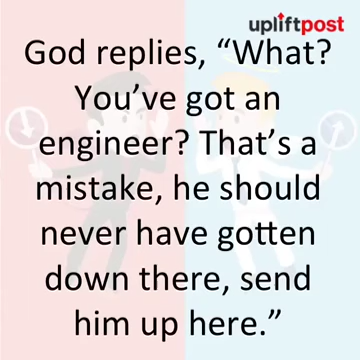 upliftpost
God replies, “What?
You’ve got an
engineer? That’s a
mistake, he should
never have gotten
down there, send
him up here.”